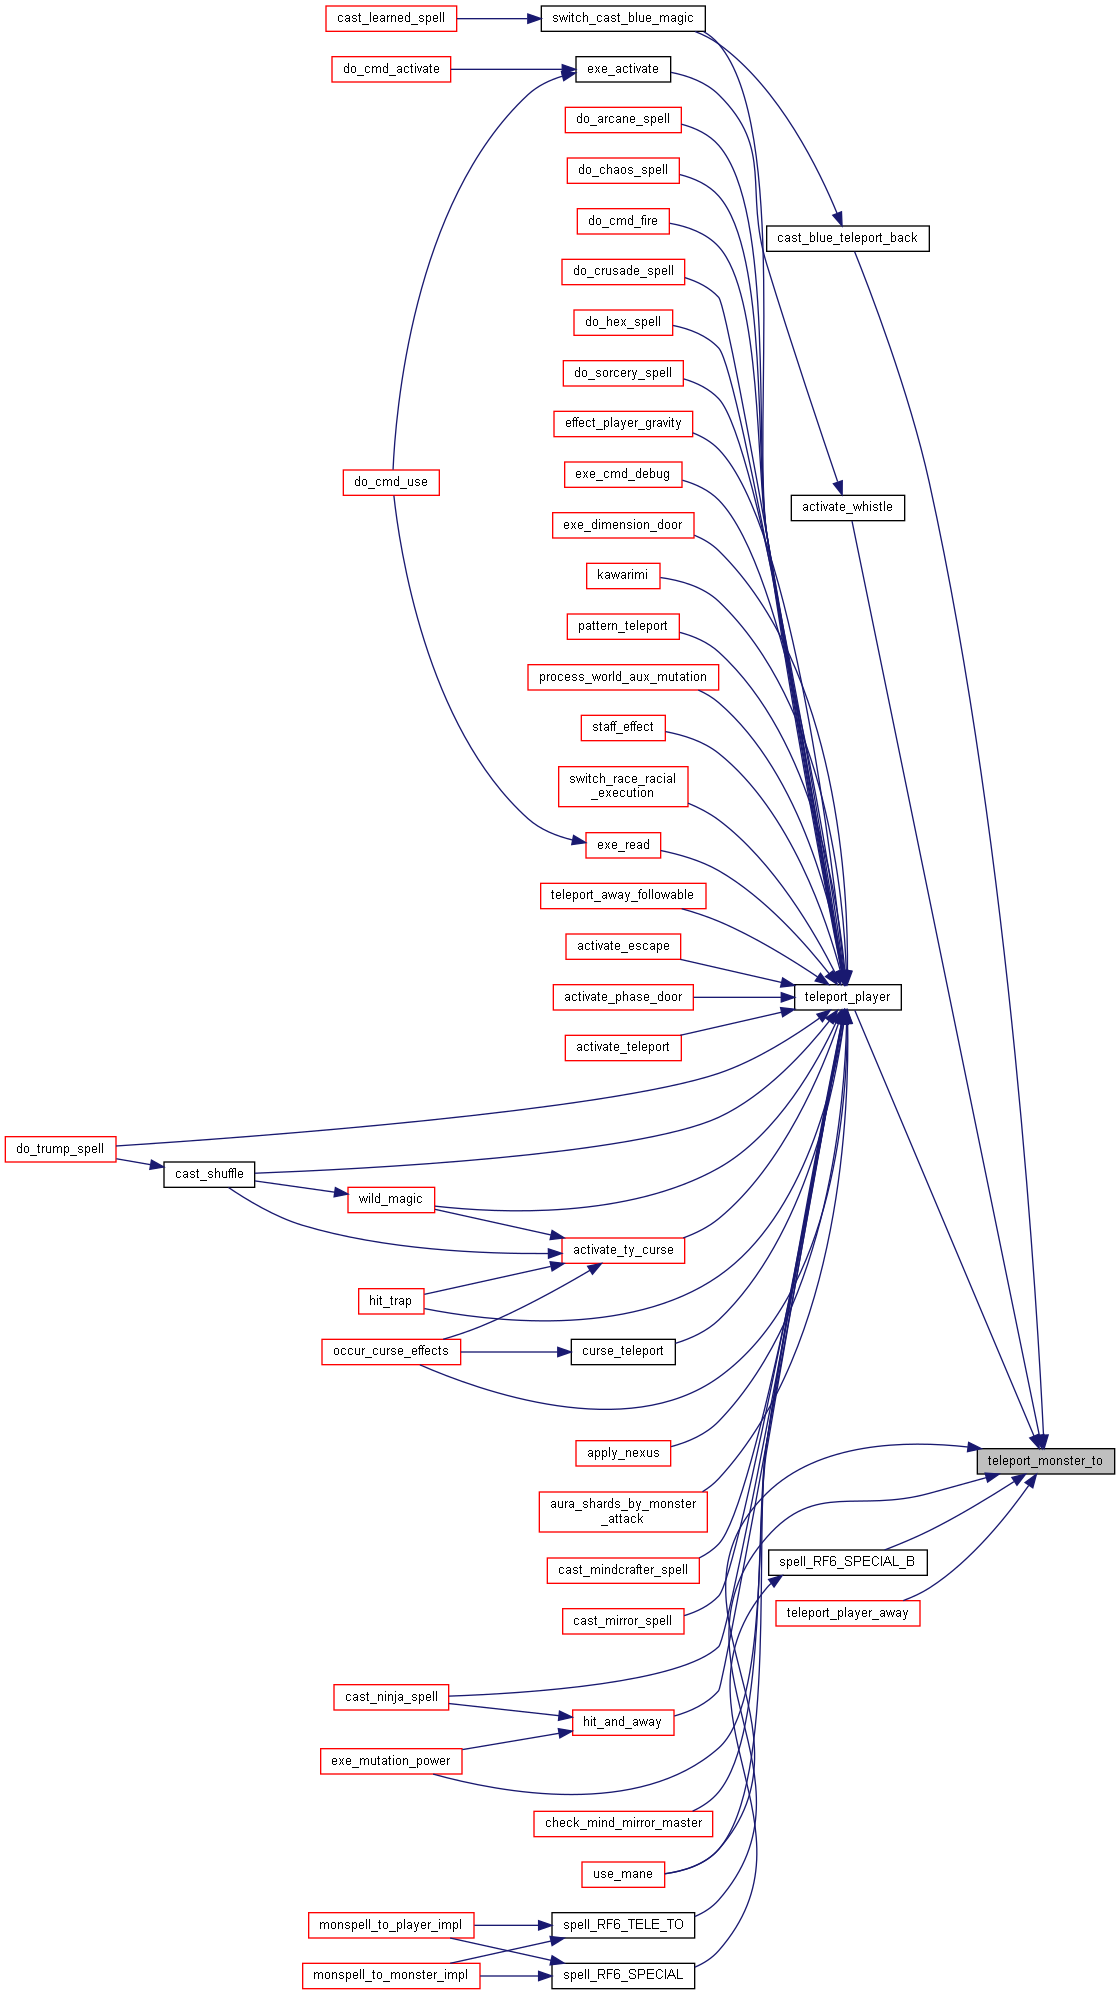 cast_learned_spell
switch_cast_blue_magic
do_cmd_activate
exe_activate
do_arcane_spell
do_chaos_spell
do_cmd_fire
cast_blue_teleport_back
do_crusade_spell
do_hex_spell
do_sorcery_spell
effect_player_gravity
exe_cmd_debug
do_cmd_use
activate_whistle
exe_dimension_door
kawarimi
pattern_teleport
process_world_aux_mutation
staff_effect
switch_race_racial
_execution
exe_read
teleport_away_followable
activate_escape
activate_phase_door
teleport_player
activate_teleport
do_trump_spell
cast_shuffle
wild_magic
activate_ty_curse
hit_trap
occur_curse_effects
curse_teleport
apply_nexus
teleport_monster_to
aura_shards_by_monster
_attack
cast_mindcrafter_spell
spell_RF6_SPECIAL_B
teleport_player_away
cast_mirror_spell
cast_ninja_spell
hit_and_away
exe_mutation_power
check_mind_mirror_master
use_mane
monspell_to_player_impl
spell_RF6_TELE_TO
monspell_to_monster_impl
spell_RF6_SPECIAL